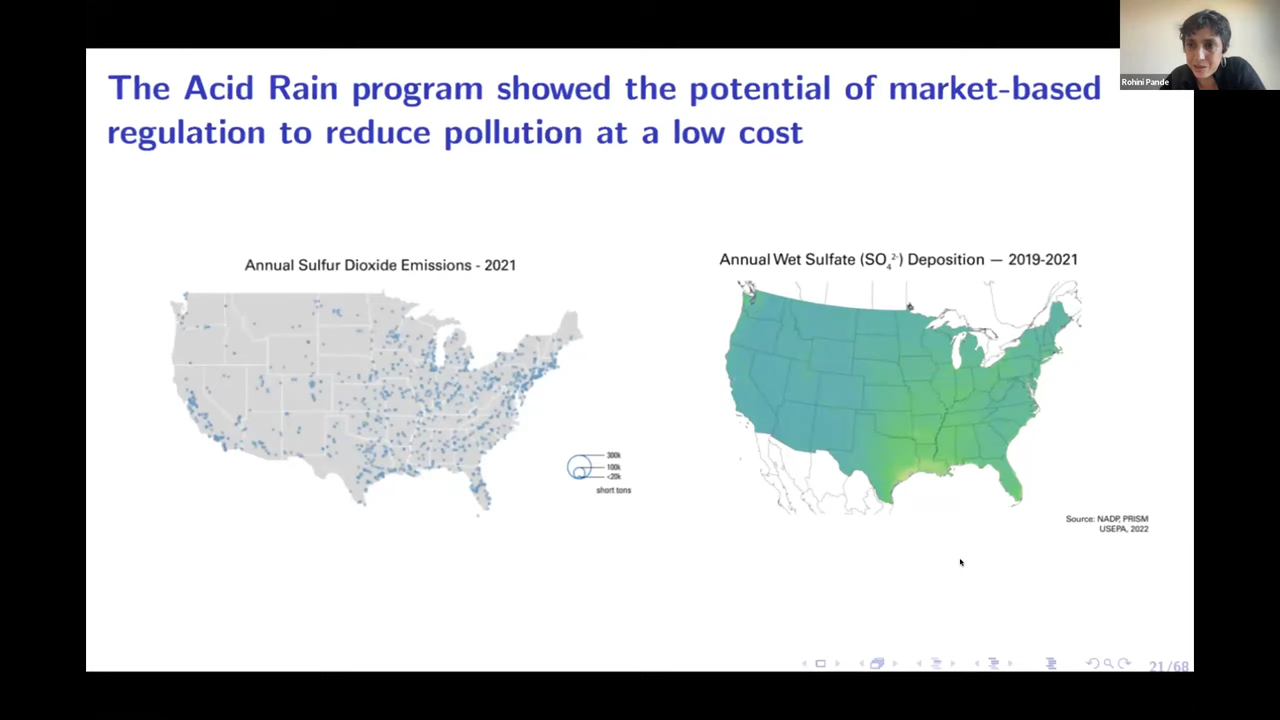 Rohini Pande
The Acid Rain program showed the potential of market-based
regulation to reduce pollution at a low cost
Annual Sulfur Dioxide Emissions - 2021
300k
100k
<20k
short tons
Annual Wet Sulfate (SO₄²⁻) Deposition — 2019-2021
Source: NADP, PRISM
USEPA, 2022
21/68